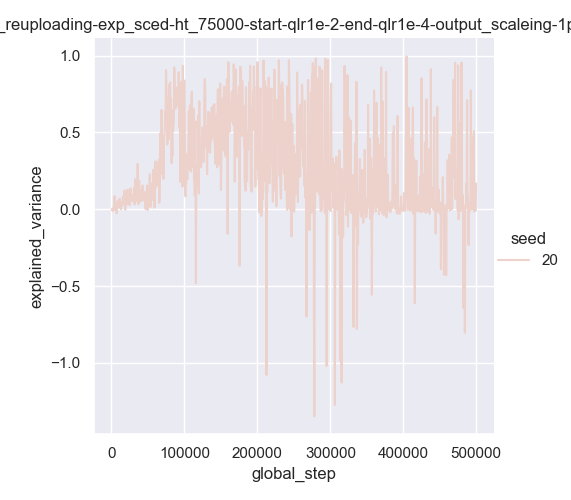 _reuploading-exp_sced-ht_75000-start-qlr1e-2-end-qlr1e-4-output_scaleing-1p
1.0
0.5
0.0
−0.5
−1.0
explained_variance
0 100000 200000 300000 400000 500000
global_step
seed
20